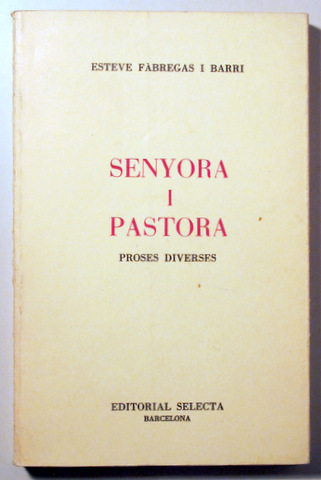 ESTEVE FÀBREGAS I BARRI
SENYORA
I
PASTORA
PROSES DIVERSES
EDITORIAL SELECTA
BARCELONA